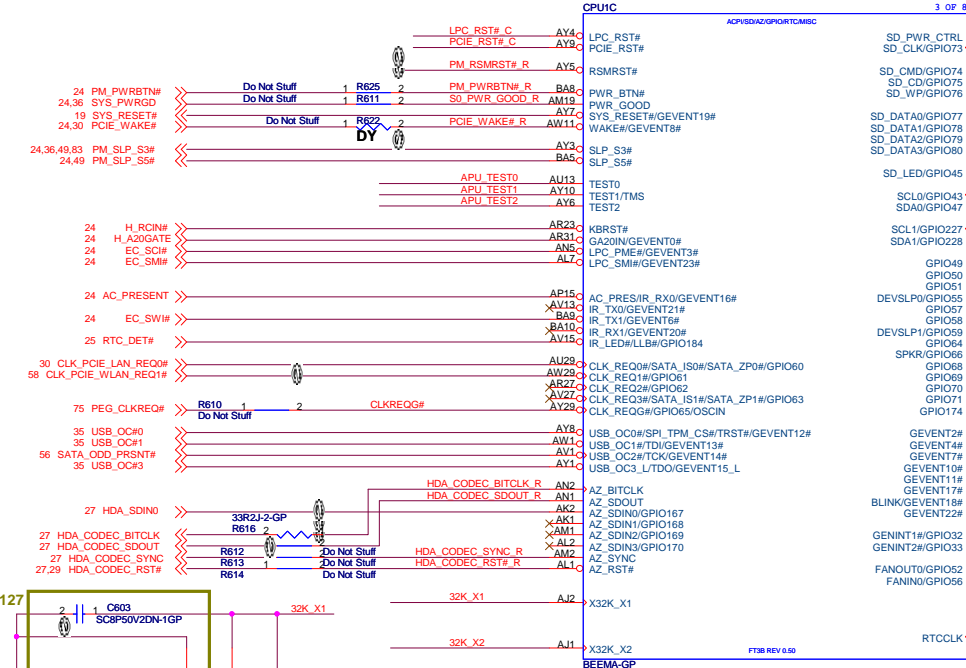 CPU1C 3 OF 8
ACPI/SD/AZ/GPIO/RTC/MISC
LPC_RST#_C AY4 LPC_RST# SD_PWR_CTRL
PCIE_RST#_C AY9 PCIE_RST# SD_CLK/GPIO73
PM_RSMRST#_R AY5 RSMRST# SD_CMD/GPIO74
SD_CD/GPIO75
24 PM_PWRBTN# Do Not Stuff 1 R625 2 PM_PWRBTN#_R BA8 PWR_BTN# SD_WP/GPIO76
24,36 SYS_PWRGD Do Not Stuff 1 R611 2 S0_PWR_GOOD_R AM19 PWR_GOOD
19 SYS_RESET# AY7 SYS_RESET#/GEVENT19# SD_DATA0/GPIO77
24,30 PCIE_WAKE# Do Not Stuff 1 R622 2 PCIE_WAKE#_R AW11 WAKE#/GEVENT8# SD_DATA1/GPIO78
DY
SD_DATA2/GPIO79
24,36,49,83 PM_SLP_S3# AY3 SLP_S3# SD_DATA3/GPIO80
24,49 PM_SLP_S5# BA5 SLP_S5#
SD_LED/GPIO45
APU_TEST0 AU13 TEST0
APU_TEST1 AY10 TEST1/TMS SCL0/GPIO43
APU_TEST2 AY6 TEST2 SDA0/GPIO47
24 H_RCIN# AR23 KBRST# SCL1/GPIO227
24 H_A20GATE AR31 GA20IN/GEVENT0# SDA1/GPIO228
24 EC_SCI# AN5 LPC_PME#/GEVENT3#
24 EC_SMI# AL7 LPC_SMI#/GEVENT23# GPIO49
GPIO50
GPIO51
24 AC_PRESENT AP15 AC_PRES/IR_RX0/GEVENT16# DEVSLP0/GPIO55
AV13 IR_TX0/GEVENT21# GPIO57
24 EC_SWI# BA9 IR_TX1/GEVENT6# GPIO58
BA10 IR_RX1/GEVENT20# DEVSLP1/GPIO59
25 RTC_DET# AV15 IR_LED#/LLB#/GPIO184 GPIO64
SPKR/GPIO66
30 CLK_PCIE_LAN_REQ0# AU29 CLK_REQ0#/SATA_IS0#/SATA_ZP0#/GPIO60 GPIO68
58 CLK_PCIE_WLAN_REQ1# AW29 CLK_REQ1#/GPIO61 GPIO69
AR27 CLK_REQ2#/GPIO62 GPIO70
AV27 CLK_REQ3#/SATA_IS1#/SATA_ZP1#/GPIO63 GPIO71
75 PEG_CLKREQ# R610 1 2 CLKREQG# AY29 CLK_REQG#/GPIO65/OSCIN GPIO174
Do Not Stuff
35 USB_OC#0 AY8 USB_OC0#/SPI_TPM_CS#/TRST#/GEVENT12# GEVENT2#
35 USB_OC#1 AW1 USB_OC1#/TDI/GEVENT13# GEVENT4#
56 SATA_ODD_PRSNT# AV1 USB_OC2#/TCK/GEVENT14# GEVENT7#
35 USB_OC#3 AY1 USB_OC3_L/TDO/GEVENT15_L GEVENT10#
GEVENT11#
HDA_CODEC_BITCLK_R AN2 AZ_BITCLK GEVENT17#
HDA_CODEC_SDOUT_R AN1 AZ_SDOUT BLINK/GEVENT18#
27 HDA_SDIN0 AK2 AZ_SDIN0/GPIO167 GEVENT22#
33R2J-2-GP AK1 AZ_SDIN1/GPIO168
27 HDA_CODEC_BITCLK R616 2 AM1 AZ_SDIN2/GPIO169 GENINT1#/GPIO32
27 HDA_CODEC_SDOUT AL2 AZ_SDIN3/GPIO170 GENINT2#/GPIO33
27 HDA_CODEC_SYNC R612 2 Do Not Stuff HDA_CODEC_SYNC_R AM2 AZ_SYNC
27,29 HDA_CODEC_RST# R613 1 2 Do Not Stuff HDA_CODEC_RST#_R AL1 AZ_RST# FANOUT0/GPIO52
R614 Do Not Stuff FANIN0/GPIO56
127
2 1 C603 32K_X1 32K_X1 AJ2 X32K_X1
SC8P50V2DN-1GP
RTCCLK
32K_X2 AJ1 X32K_X2 FT3B REV 0.50
BEEMA-GP